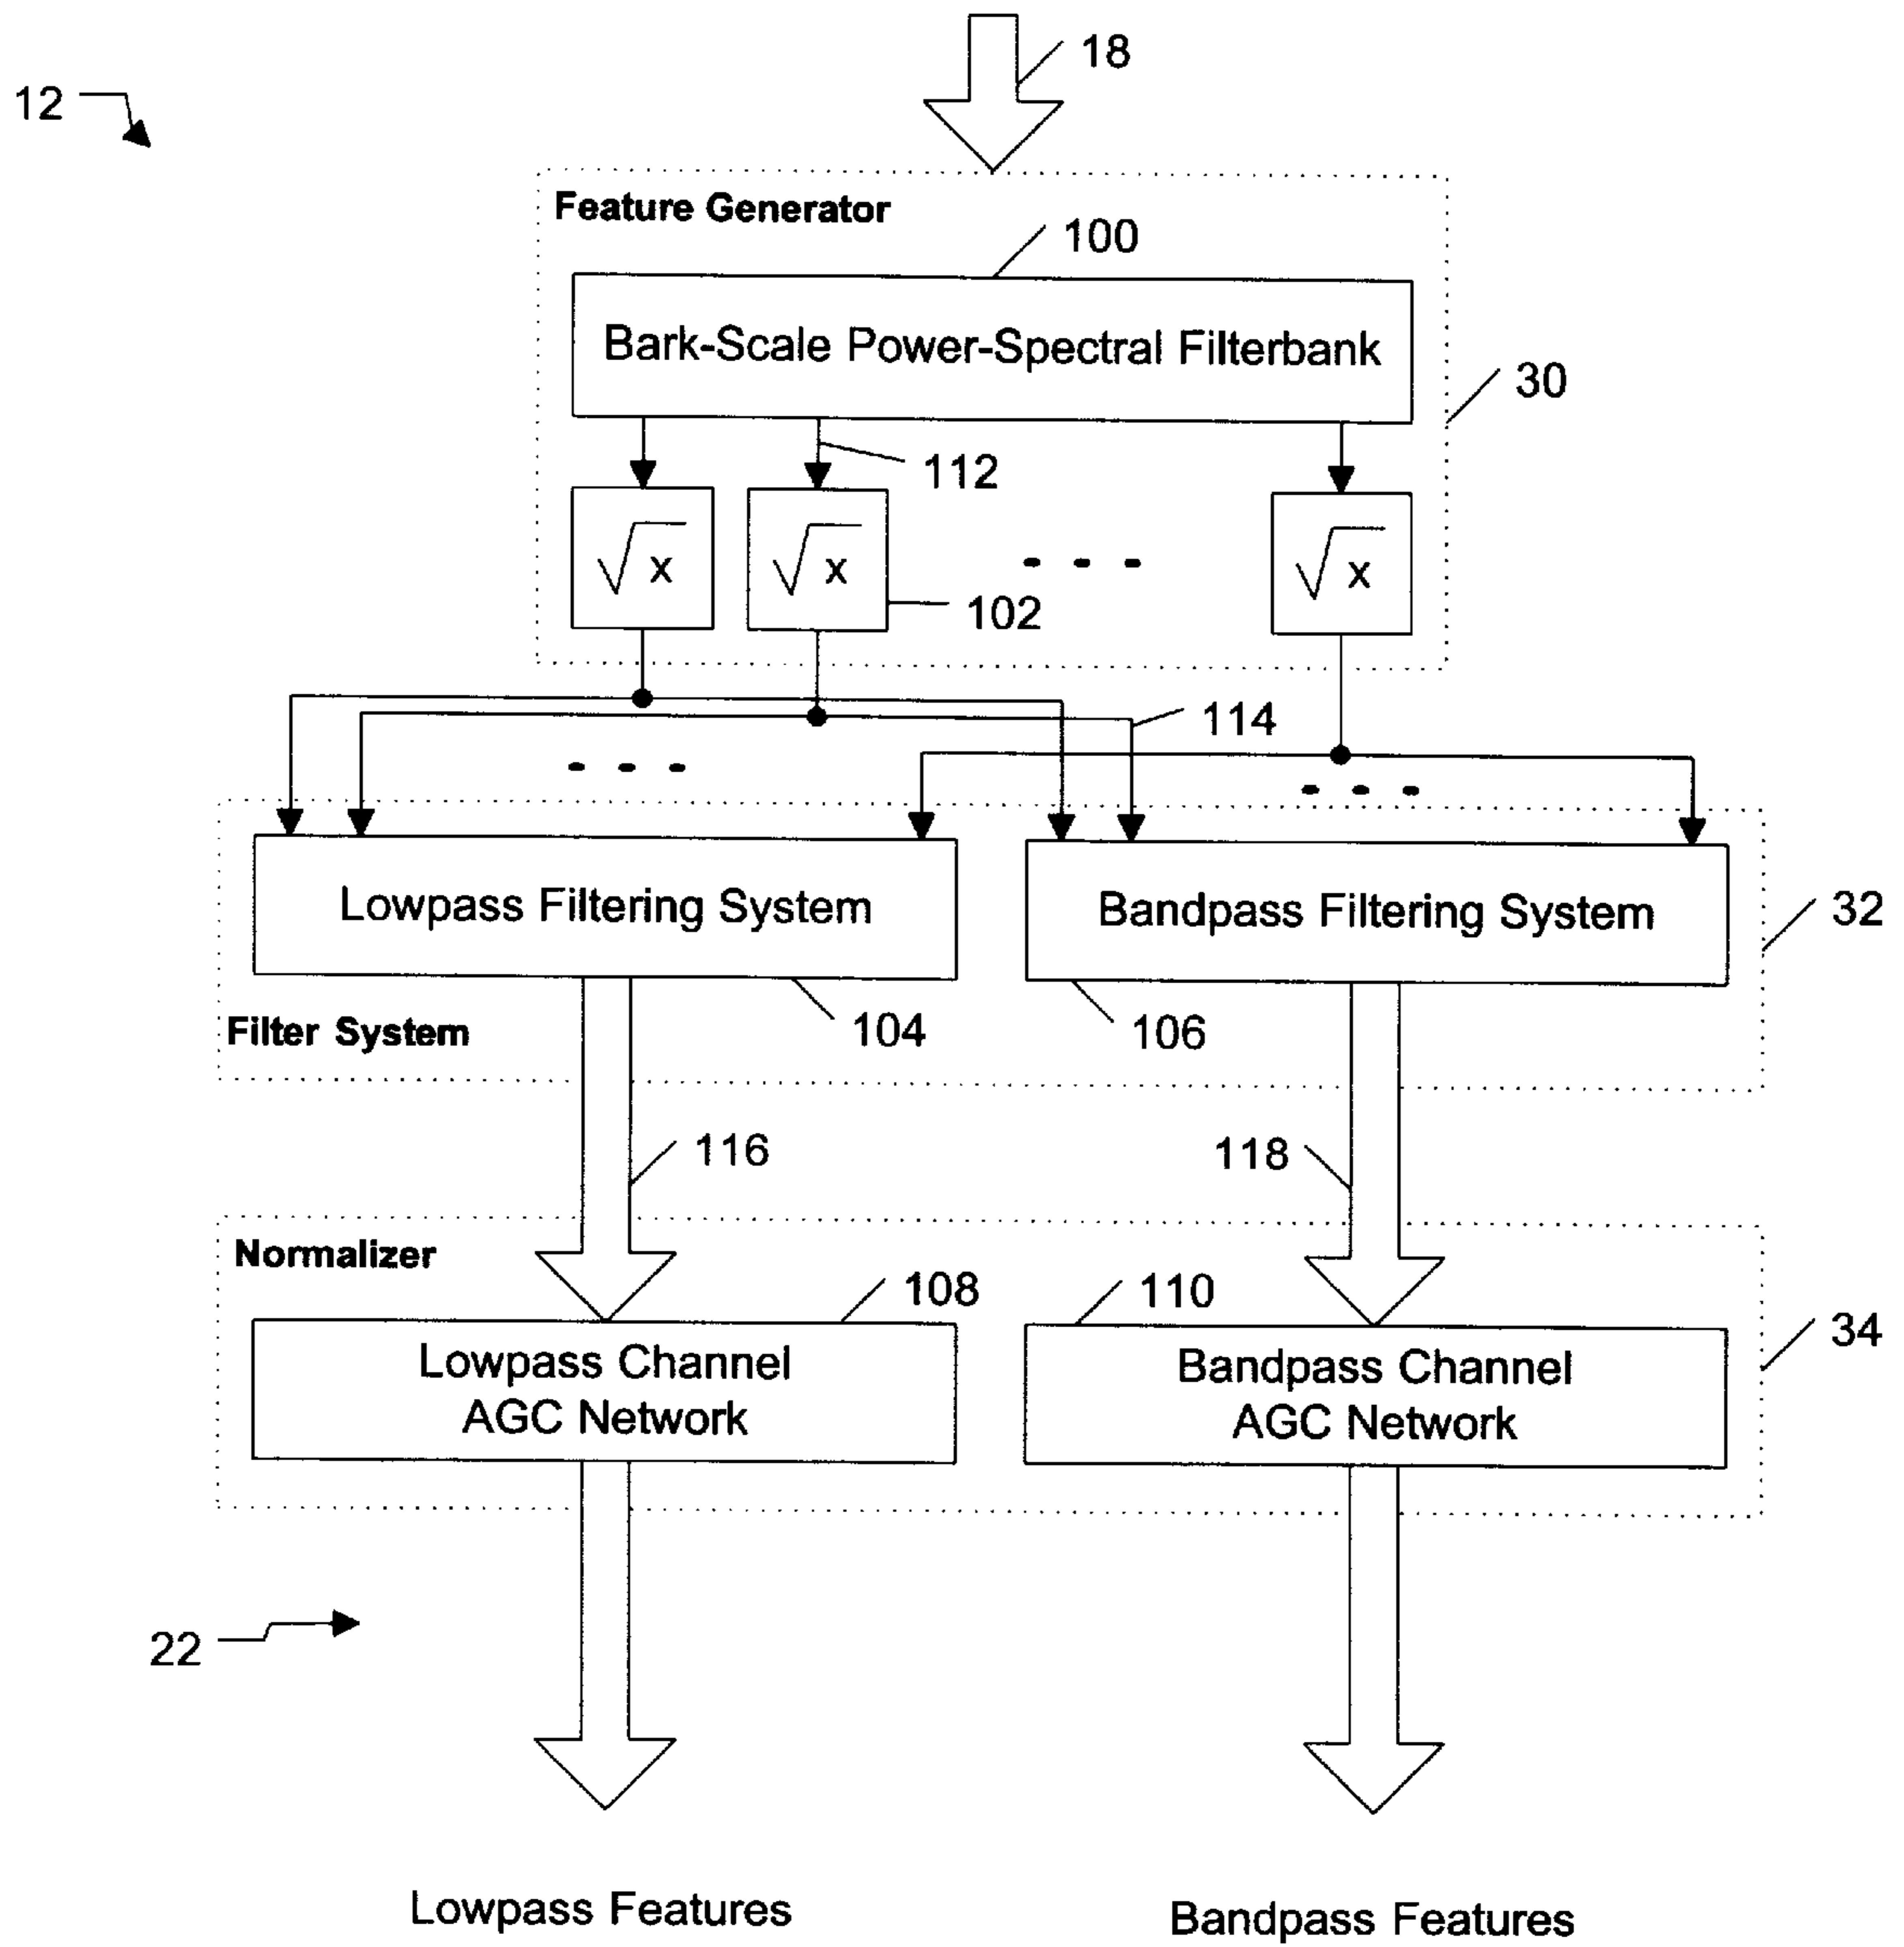 18
12
Feature Generator
100
Bark-Scale Power-Spectral Filterbank
30
112
√x
√x
√x
102
114
Lowpass Filtering System
Bandpass Filtering System
32
Filter System
104
106
116
118
Normalizer
108
110
34
Lowpass Channel
AGC Network
Bandpass Channel
AGC Network
22
Lowpass Features
Bandpass Features